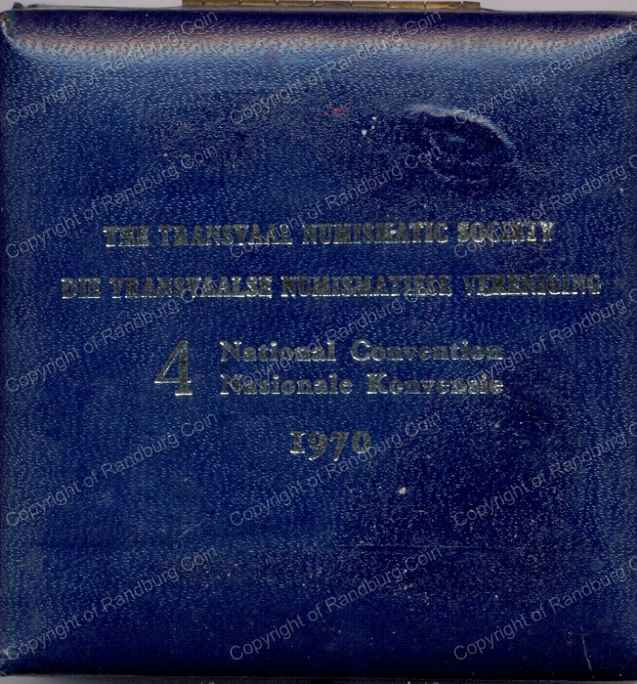 THE TRANSVAAL NUMISMATIC SOCIETY
DIE TRANSVAALSE NUMISMATIESE VERENIGING
4 National Convention
Nasionale Konvensie
1970
Copyright of Randburg Coin